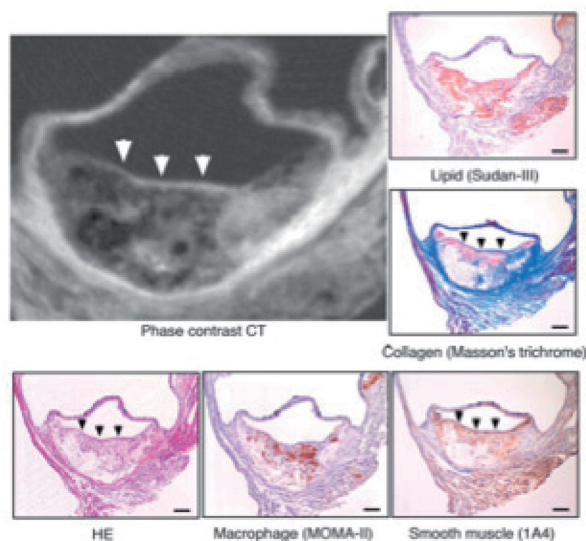 Lipid (Sudan-III)
Phase contrast CT
Collagen (Masson's trichrome)
HE
Macrophage (MOMA-II)
Smooth muscle (1A4)